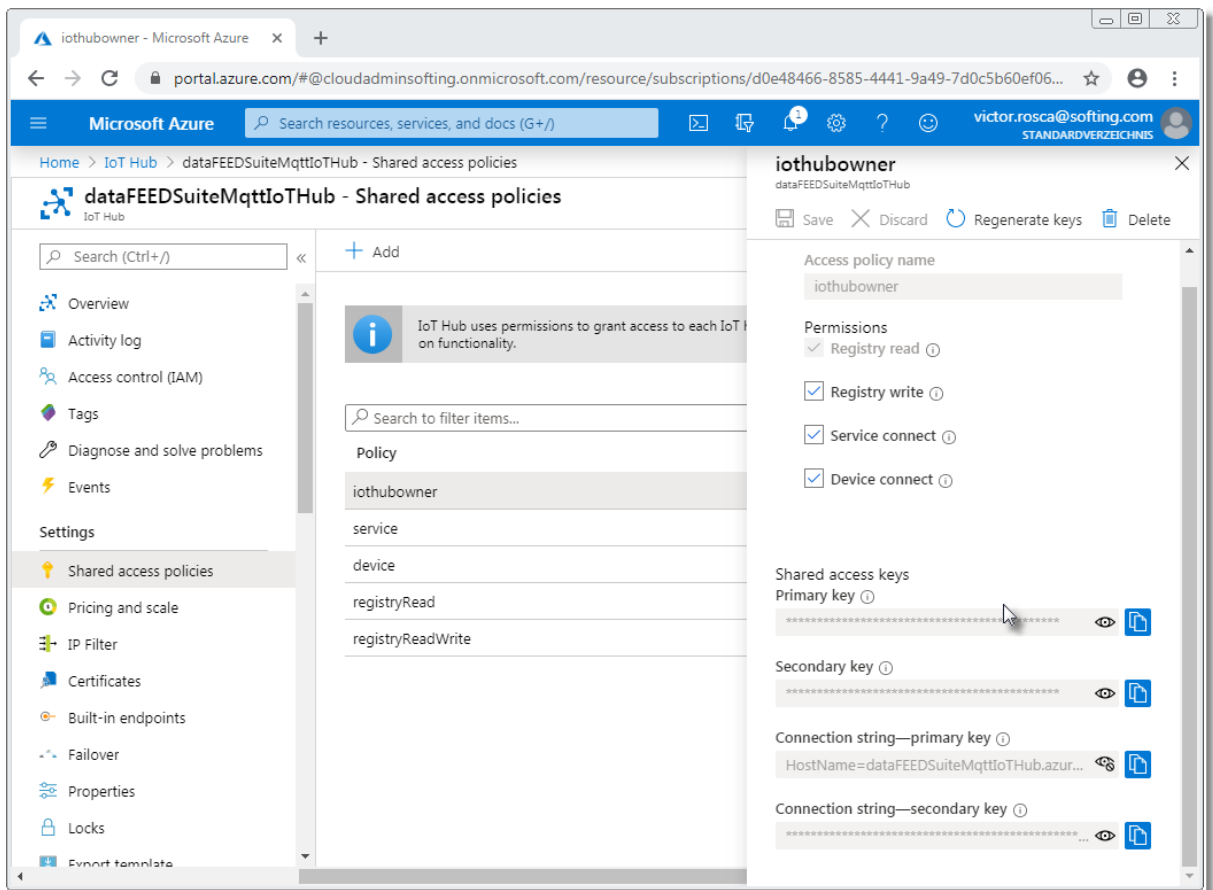 iothubowner - Microsoft Azure
portal.azure.com/#@cloudadminsofting.onmicrosoft.com/resource/subscriptions/d0e48466-8585-4441-9a49-7d0c5b60ef06...
Microsoft Azure
Search resources, services, and docs (G+/)
1
victor.rosca@softing.com
STANDARDVERZEICHNIS
Home > IoT Hub > dataFEEDSuiteMqttIoTHub - Shared access policies
dataFEEDSuiteMqttIoTHub - Shared access policies
IoT Hub
Search (Ctrl+/)
«
Overview
Activity log
Access control (IAM)
Tags
Diagnose and solve problems
Events
Settings
Shared access policies
Pricing and scale
IP Filter
Certificates
Built-in endpoints
Failover
Properties
Locks
Export template
Add
IoT Hub uses permissions to grant access to each IoT H
on functionality.
Search to filter items...
Policy
iothubowner
service
device
registryRead
registryReadWrite
iothubowner
dataFEEDSuiteMqttIoTHub
Save
Discard
Regenerate keys
Delete
Access policy name
iothubowner
Permissions
Registry read
Registry write
Service connect
Device connect
Shared access keys
Primary key
********************************************
Secondary key
********************************************
Connection string—primary key
HostName=dataFEEDSuiteMqttIoTHub.azur...
Connection string—secondary key
***********************************************...